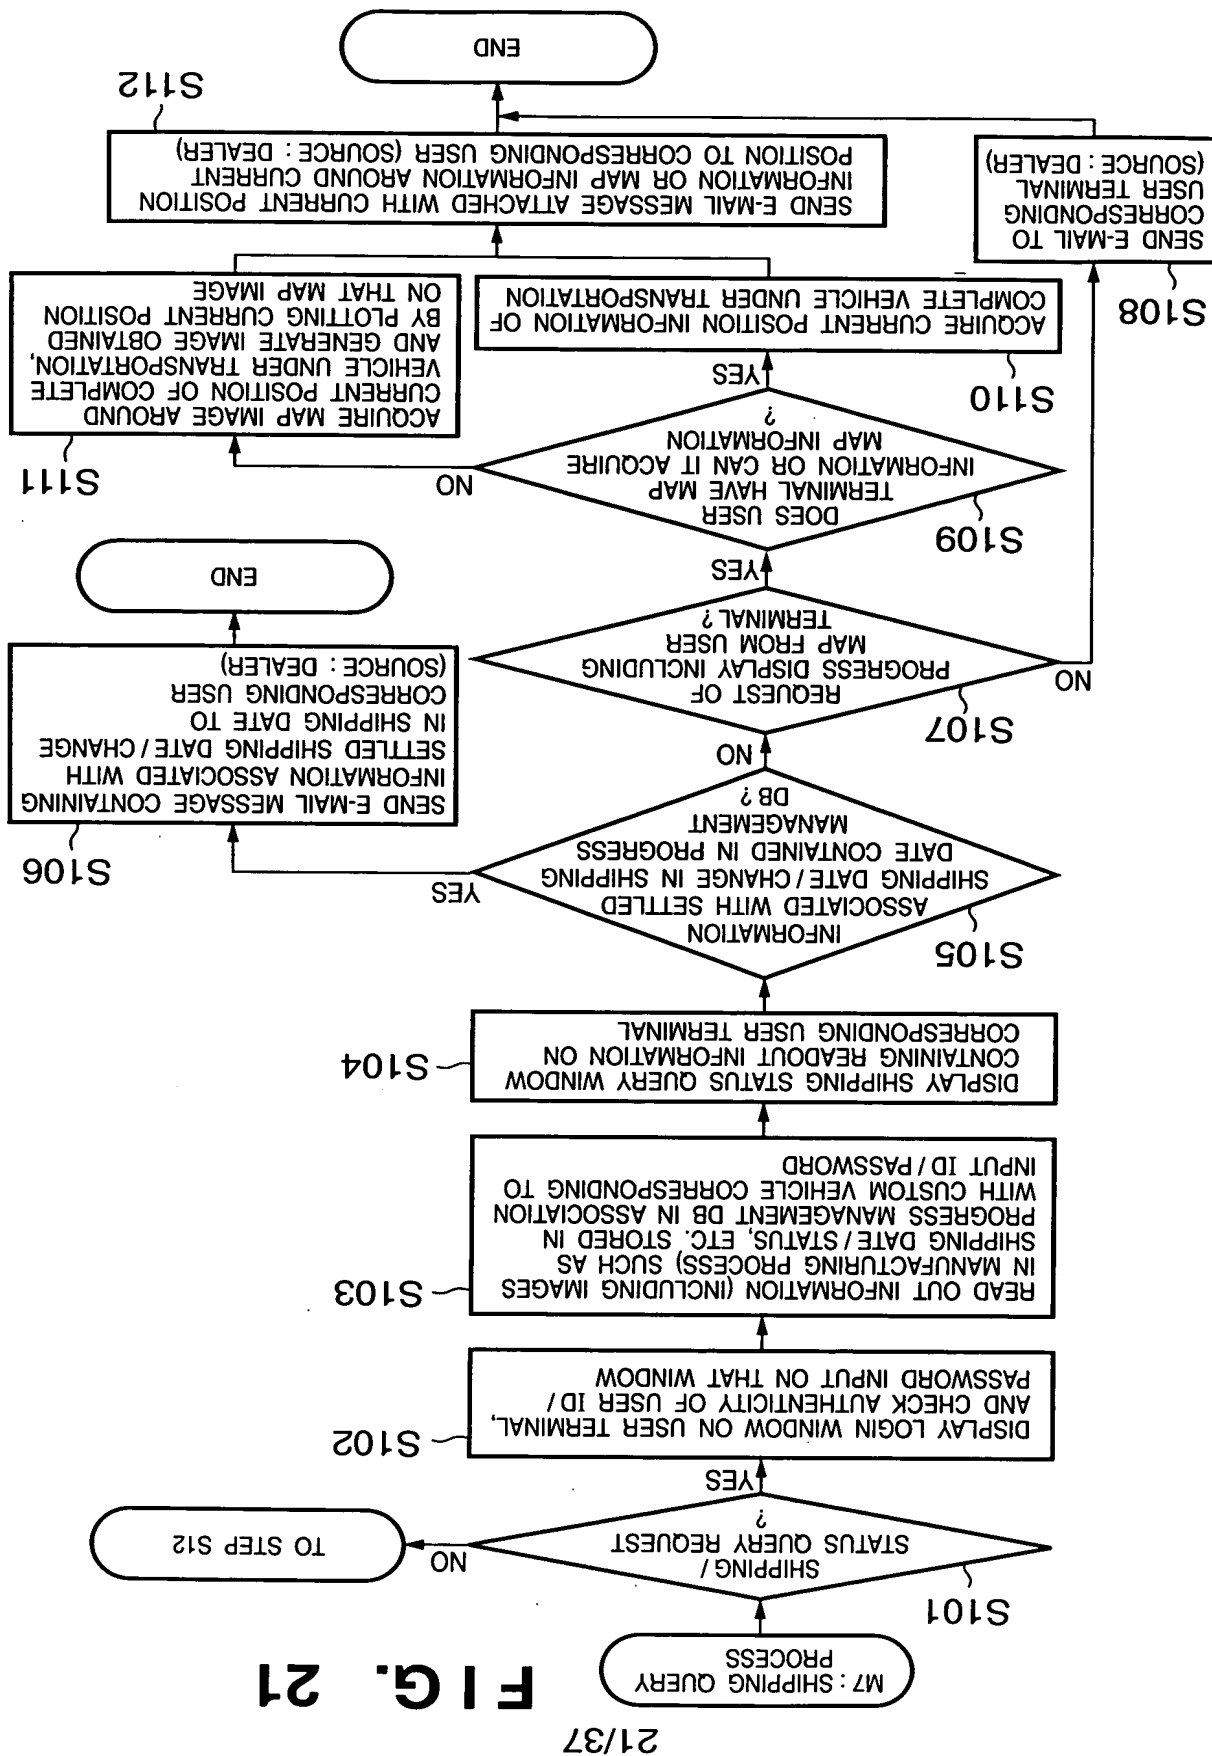 21/37
FIG. 21
M7 : SHIPPING QUERY
PROCESS
S101
SHIPPING /
STATUS QUERY REQUEST
?
NO
TO STEP S12
YES
S102
DISPLAY LOGIN WINDOW ON USER TERMINAL,
AND CHECK AUTHENTICITY OF USER ID /
PASSWORD INPUT ON THAT WINDOW
S103
READ OUT INFORMATION (INCLUDING IMAGES
IN MANUFACTURING PROCESS) SUCH AS
SHIPPING DATE / STATUS, ETC. STORED IN
PROGRESS MANAGEMENT DB IN ASSOCIATION
WITH CUSTOM VEHICLE CORRESPONDING TO
INPUT ID / PASSWORD
S104
DISPLAY SHIPPING STATUS QUERY WINDOW
CONTAINING READOUT INFORMATION ON
CORRESPONDING USER TERMINAL
S105
INFORMATION
ASSOCIATED WITH SETTLED
SHIPPING DATE / CHANGE IN SHIPPING
DATE CONTAINED IN PROGRESS
MANAGEMENT
DB ?
YES
S106
SEND E-MAIL MESSAGE CONTAINING
INFORMATION ASSOCIATED WITH
SETTLED SHIPPING DATE / CHANGE
IN SHIPPING DATE TO
CORRESPONDING USER
(SOURCE : DEALER)
END
NO
S107
REQUEST OF
PROGRESS DISPLAY INCLUDING
MAP FROM USER
TERMINAL ?
NO
YES
S108
SEND E-MAIL TO
CORRESPONDING
USER TERMINAL
(SOURCE : DEALER)
S109
DOES USER
TERMINAL HAVE MAP
INFORMATION OR CAN IT ACQUIRE
MAP INFORMATION
?
NO
YES
S110
ACQUIRE CURRENT POSITION INFORMATION OF
COMPLETE VEHICLE UNDER TRANSPORTATION
S111
ACQUIRE MAP IMAGE AROUND
CURRENT POSITION OF COMPLETE
VEHICLE UNDER TRANSPORTATION,
AND GENERATE IMAGE OBTAINED
BY PLOTTING CURRENT POSITION
ON THAT MAP IMAGE
S112
SEND E-MAIL MESSAGE ATTACHED WITH CURRENT POSITION
INFORMATION OR MAP INFORMATION AROUND CURRENT
POSITION TO CORRESPONDING USER (SOURCE : DEALER)
END